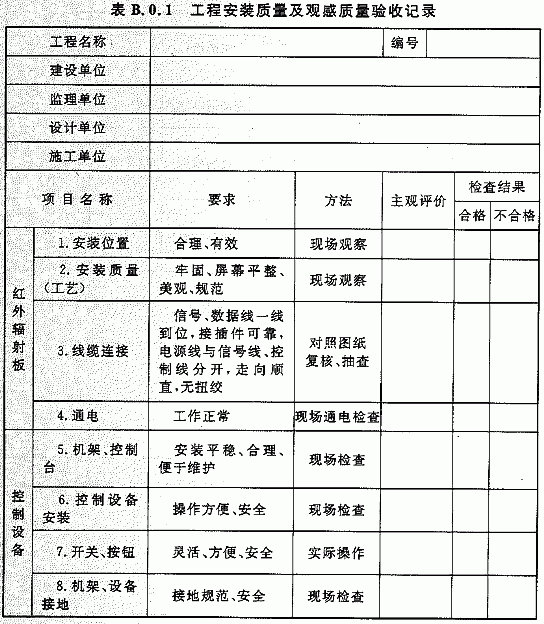 表 B.0.1 工程安装质量及观感质量验收记录
工程名称 编号
建设单位
监理单位
设计单位
施工单位
项目名称 要求 方法 主观评价 检查结果
合格 不合格
红外辐射板
1.安装位置 合理、有效 现场观察
2.安装质量
(工艺)
牢固、屏幕平整、
美观、规范
现场观察
3.线缆连接
信号、数据线一线
到位,接插件可靠,
电源线与信号线、控
制线分开,走向顺
直,无扭绞
对照图纸
复核、抽查
4.通电 工作正常 现场通电检查
控制设备
5.机架、控制
台
安装平稳、合理、
便于维护
现场检查
6.控制设备
安装
操作方便、安全 现场检查
7.开关、按钮 灵活、方便、安全 实际操作
8.机架、设备
接地
接地规范、安全 现场检查